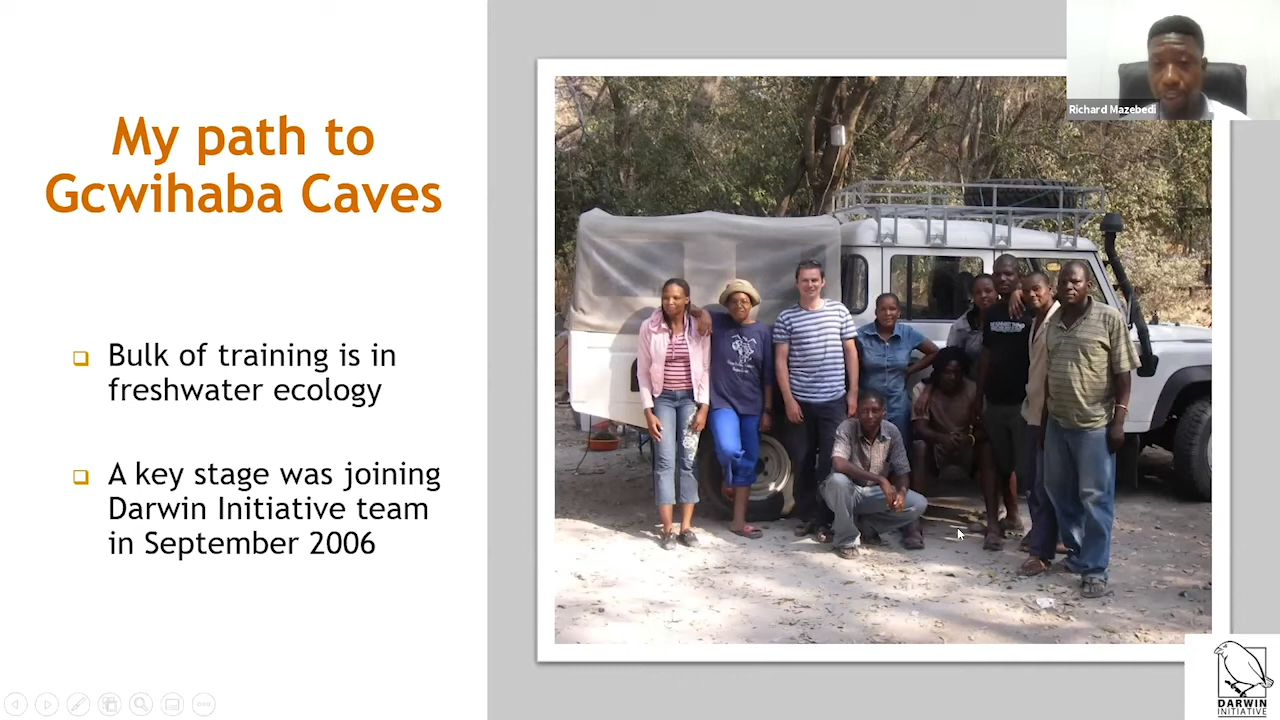 My path to
Gcwihaba Caves
Bulk of training is in
freshwater ecology
A key stage was joining
Darwin Initiative team
in September 2006
Richard Mazebedi
DARWIN
INITIATIVE